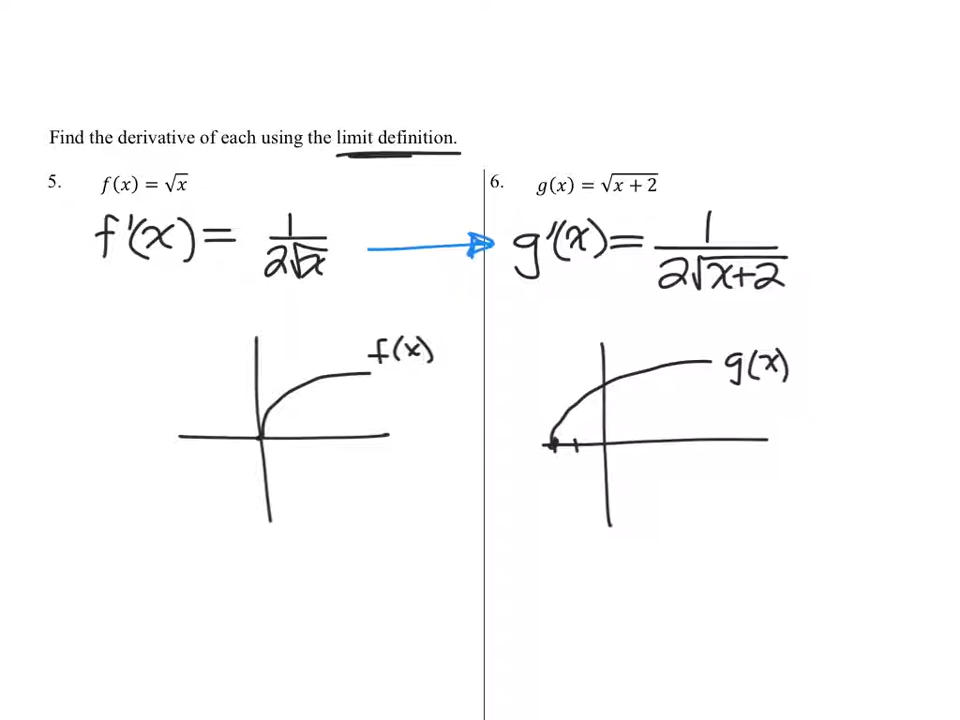 Find the derivative of each using the limit definition.
5. f(x) = √x
f'(x) = 1/(2√x)
f(x)
6. g(x) = √(x + 2)
g'(x) = 1/(2√(x+2))
g(x)